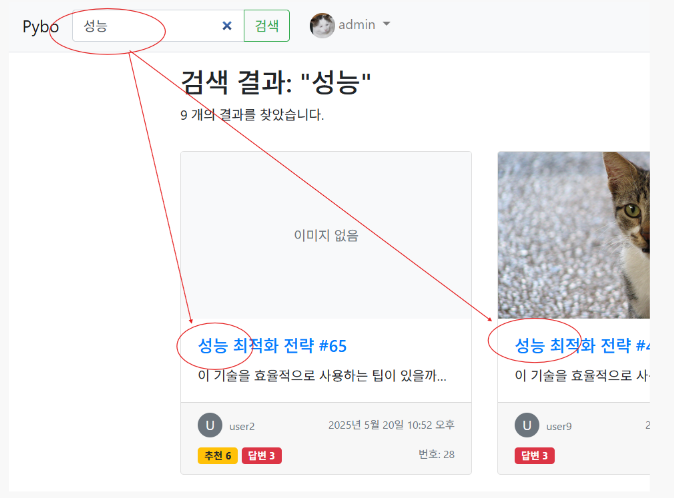 Pybo 성능 × 검색 admin
검색 결과: "성능"
9 개의 결과를 찾았습니다.
이미지 없음
성능 최적화 전략 #65
이 기술을 효율적으로 사용하는 팁이 있을까...
U user2 2025년 5월 20일 10:52 오후
추천 6 답변 3 번호: 28
성능 최적화 전략 #4
이 기술을 효율적으로 사
U user9 2
답변 3